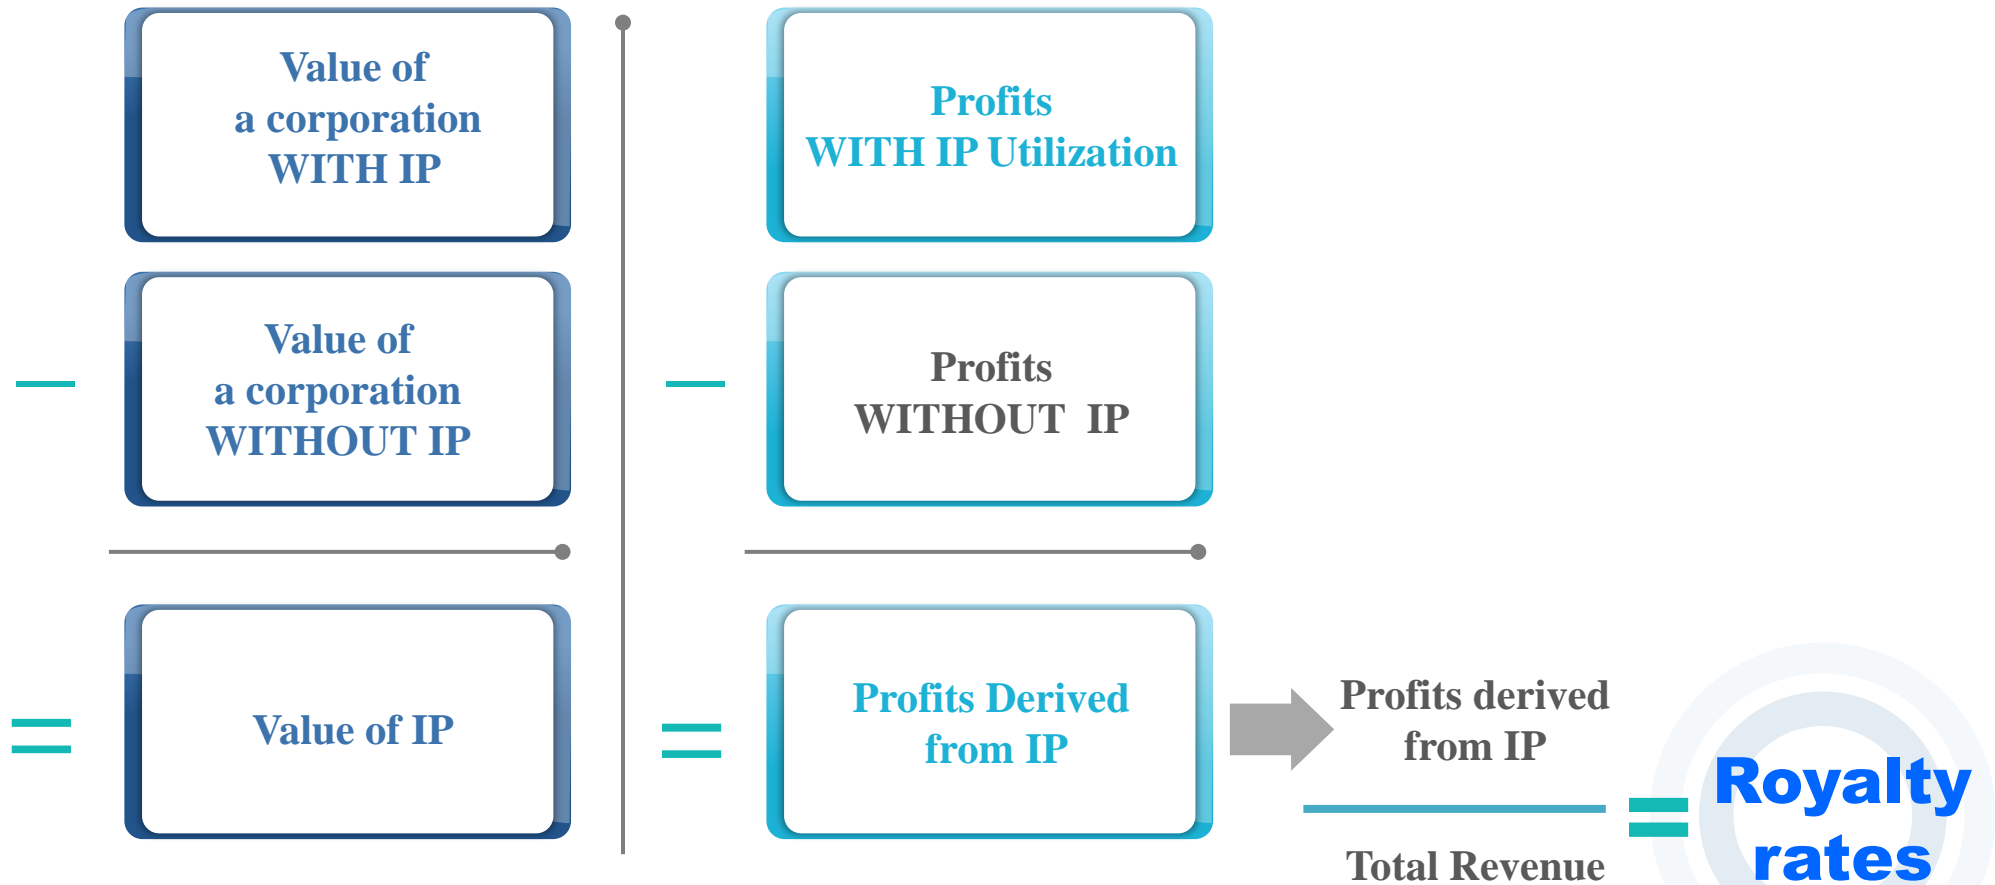 Value of
a corporation
WITH IP
—
Value of
a corporation
WITHOUT IP
=
Value of IP
Profits
WITH IP Utilization
—
Profits
WITHOUT IP
=
Profits Derived
from IP
Profits derived
from IP
Total Revenue
=
Royalty
rates